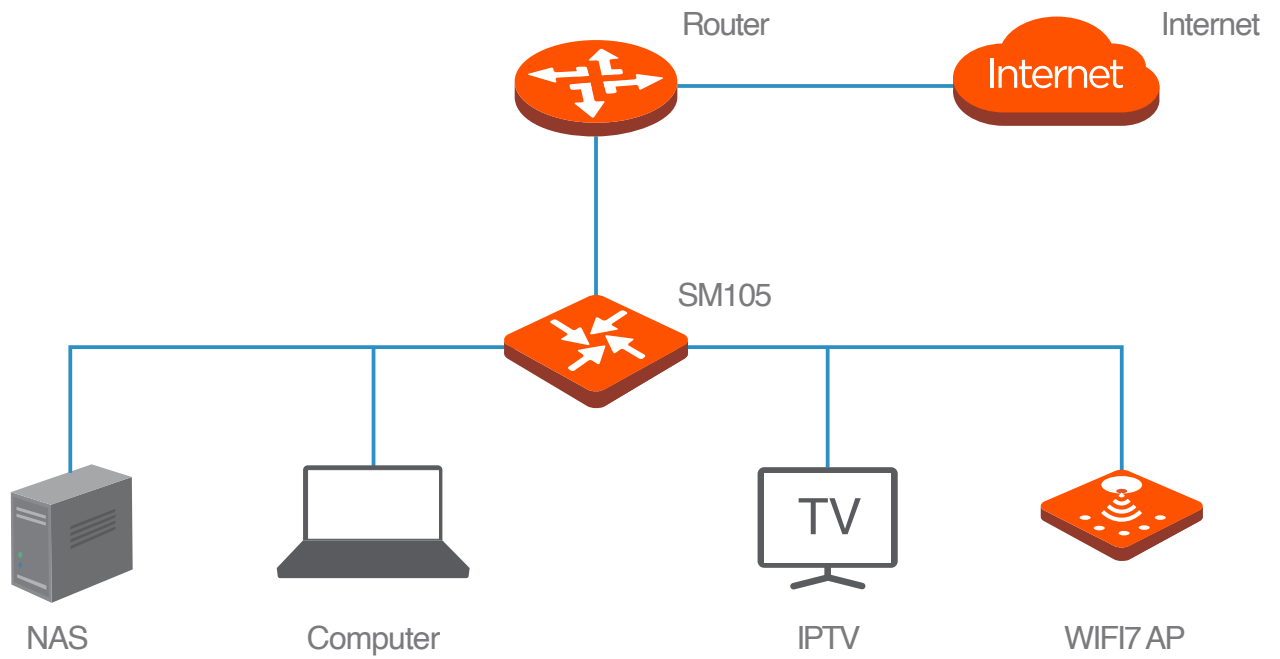 Router
Internet
Internet
SM105
TV
NAS
Computer
IPTV
WIFI7 AP